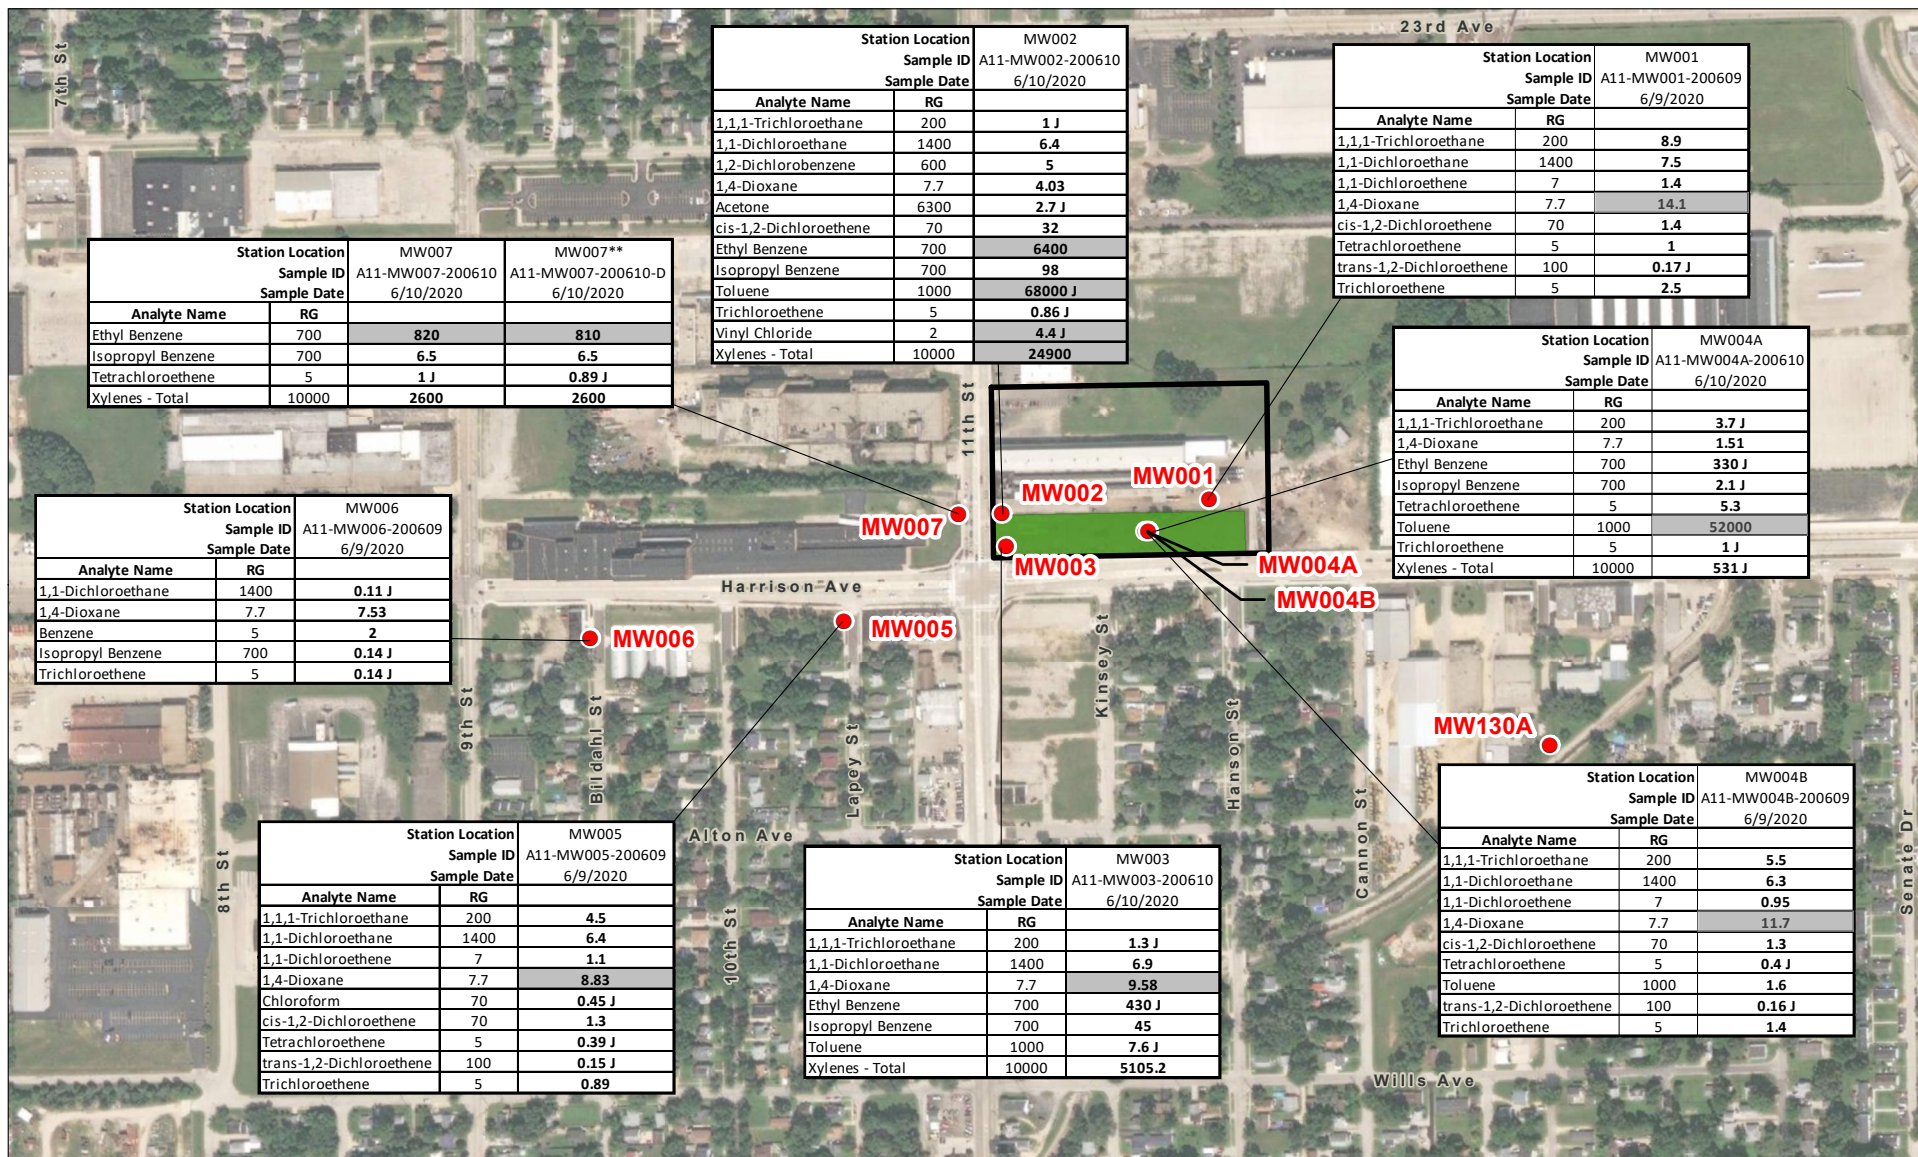 23rd Ave
7th St
Station Location MW002
Sample ID A11-MW002-200610
Sample Date 6/10/2020
Analyte Name RG
1,1,1-Trichloroethane 200 1 J
1,1-Dichloroethane 1400 6.4
1,2-Dichlorobenzene 600 5
1,4-Dioxane 7.7 4.03
Acetone 6300 2.7 J
cis-1,2-Dichloroethene 70 32
Ethyl Benzene 700 6400
Isopropyl Benzene 700 98
Toluene 1000 68000 J
Trichloroethene 5 0.86 J
Vinyl Chloride 2 4.4 J
Xylenes - Total 10000 24900
Station Location MW001
Sample ID A11-MW001-200609
Sample Date 6/9/2020
Analyte Name RG
1,1,1-Trichloroethane 200 8.9
1,1-Dichloroethane 1400 7.5
1,1-Dichloroethene 7 1.4
1,4-Dioxane 7.7 14.1
cis-1,2-Dichloroethene 70 1.4
Tetrachloroethene 5 1
trans-1,2-Dichloroethene 100 0.17 J
Trichloroethene 5 2.5
Station Location MW007 MW007**
Sample ID A11-MW007-200610 A11-MW007-200610-D
Sample Date 6/10/2020 6/10/2020
Analyte Name RG
Ethyl Benzene 700 820 810
Isopropyl Benzene 700 6.5 6.5
Tetrachloroethene 5 1 J 0.89 J
Xylenes - Total 10000 2600 2600
Station Location MW004A
Sample ID A11-MW004A-200610
Sample Date 6/10/2020
Analyte Name RG
1,1,1-Trichloroethane 200 3.7 J
1,4-Dioxane 7.7 1.51
Ethyl Benzene 700 330 J
Isopropyl Benzene 700 2.1 J
Tetrachloroethene 5 5.3
Toluene 1000 52000
Trichloroethene 5 1 J
Xylenes - Total 10000 531 J
11th St
MW001
MW002
MW007
MW003
MW004A
MW004B
Harrison Ave
Station Location MW006
Sample ID A11-MW006-200609
Sample Date 6/9/2020
Analyte Name RG
1,1-Dichloroethane 1400 0.11 J
1,4-Dioxane 7.7 7.53
Benzene 5 2
Isopropyl Benzene 700 0.14 J
Trichloroethene 5 0.14 J
MW006
MW005
MW130A
9th St
Bildahl St
Lapey St
Kinsey St
Hanson St
Cannon St
Senate Dr
8th St
10th St
Alton Ave
Wills Ave
Station Location MW005
Sample ID A11-MW005-200609
Sample Date 6/9/2020
Analyte Name RG
1,1,1-Trichloroethane 200 4.5
1,1-Dichloroethane 1400 6.4
1,1-Dichloroethene 7 1.1
1,4-Dioxane 7.7 8.83
Chloroform 70 0.45 J
cis-1,2-Dichloroethene 70 1.3
Tetrachloroethene 5 0.39 J
trans-1,2-Dichloroethene 100 0.15 J
Trichloroethene 5 0.89
Station Location MW003
Sample ID A11-MW003-200610
Sample Date 6/10/2020
Analyte Name RG
1,1,1-Trichloroethane 200 1.3 J
1,1-Dichloroethane 1400 6.9
1,4-Dioxane 7.7 9.58
Ethyl Benzene 700 430 J
Isopropyl Benzene 700 45
Toluene 1000 7.6 J
Xylenes - Total 10000 5105.2
Station Location MW004B
Sample ID A11-MW004B-200609
Sample Date 6/9/2020
Analyte Name RG
1,1,1-Trichloroethane 200 5.5
1,1-Dichloroethane 1400 6.3
1,1-Dichloroethene 7 0.95
1,4-Dioxane 7.7 11.7
cis-1,2-Dichloroethene 70 1.3
Tetrachloroethene 5 0.4 J
Toluene 1000 1.6
trans-1,2-Dichloroethene 100 0.16 J
Trichloroethene 5 1.4